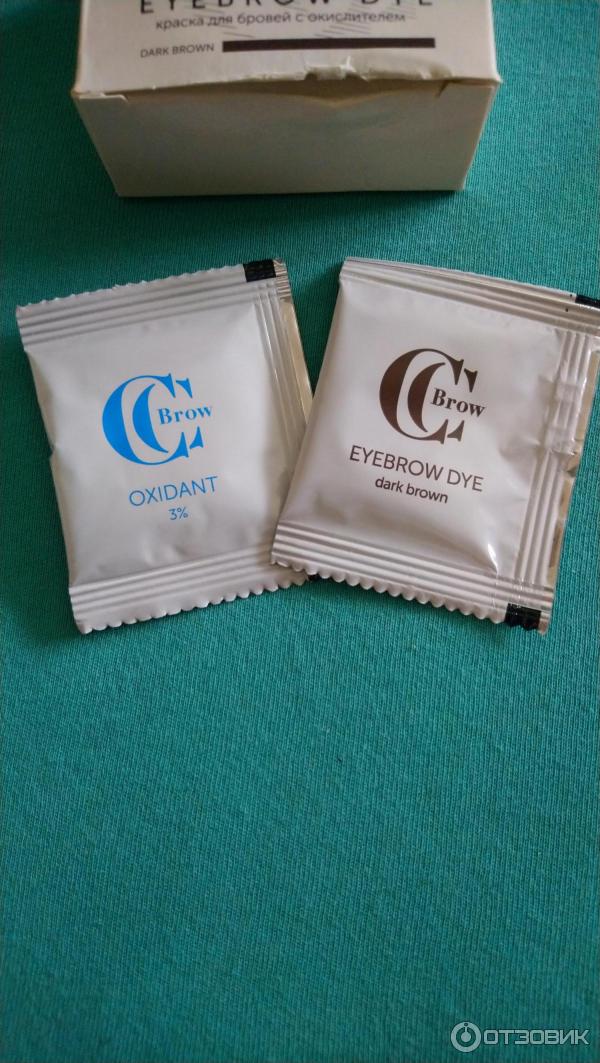 EYEBROW DYE
краска для бровей с окислителем
DARK BROWN
CC Brow
OXIDANT
3%
CC Brow
EYEBROW DYE
dark brown
ОТЗОВИК